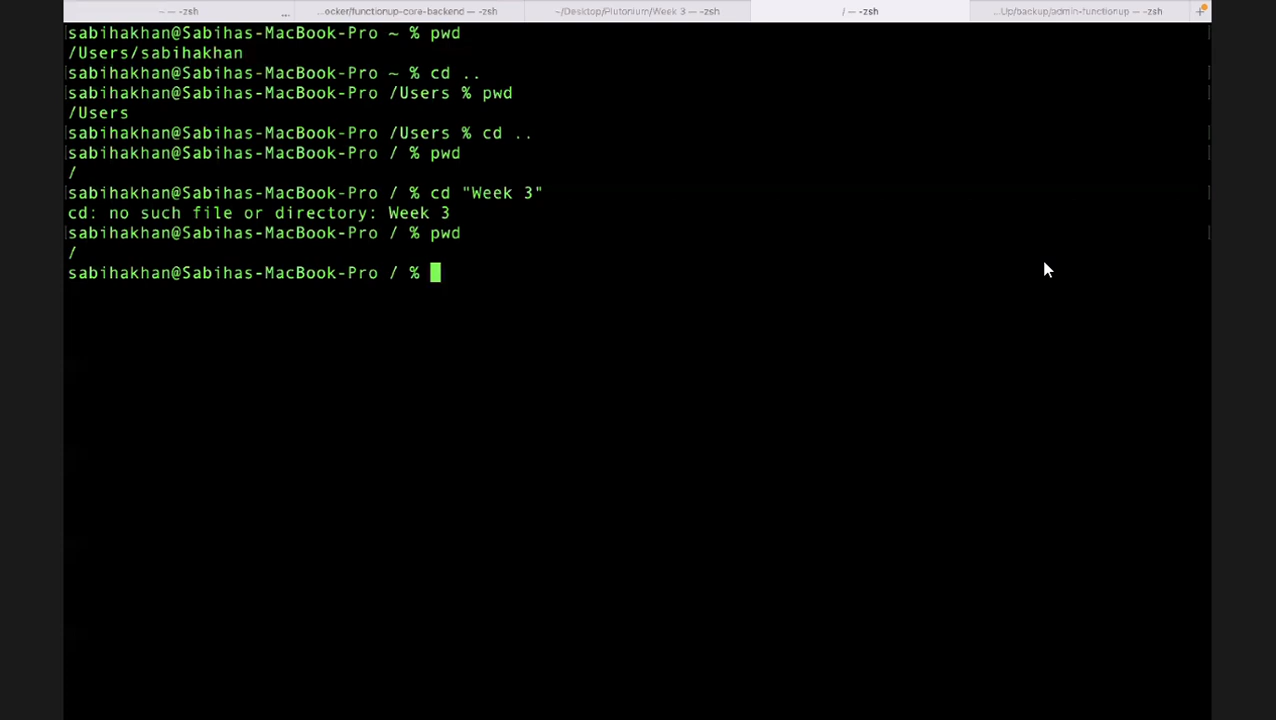 ~ — -zsh
...ocker/functionup-core-backend — -zsh
~/Desktop/Plutonium/Week 3 — -zsh
/ — -zsh
...Up/backup/admin-functionup — -zsh
sabihakhan@Sabihas-MacBook-Pro ~ % pwd
/Users/sabihakhan
sabihakhan@Sabihas-MacBook-Pro ~ % cd ..
sabihakhan@Sabihas-MacBook-Pro /Users % pwd
/Users
sabihakhan@Sabihas-MacBook-Pro /Users % cd ..
sabihakhan@Sabihas-MacBook-Pro / % pwd
/
sabihakhan@Sabihas-MacBook-Pro / % cd "Week 3"
cd: no such file or directory: Week 3
sabihakhan@Sabihas-MacBook-Pro / % pwd
/
sabihakhan@Sabihas-MacBook-Pro / %